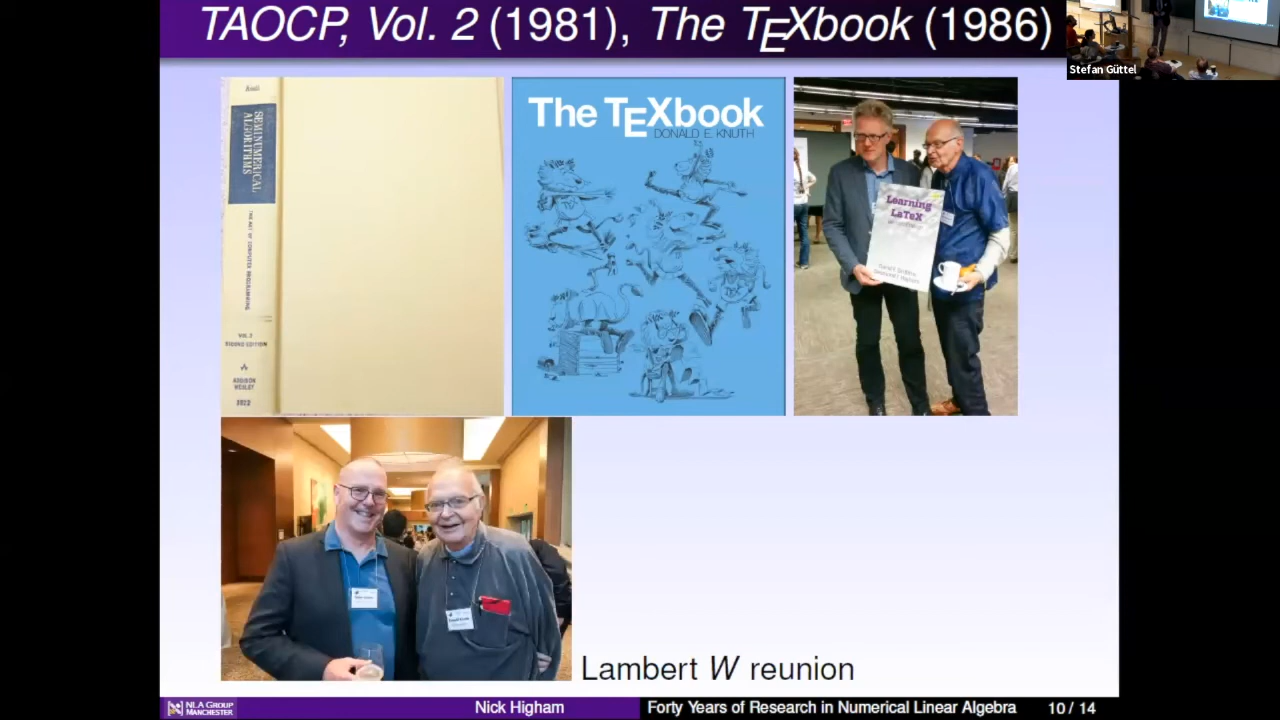 TAOCP, Vol. 2 (1981), The TEXbook (1986)
Stefan Güttel
Knuth
SEMINUMERICAL
ALGORITHMS
THE ART OF COMPUTER PROGRAMMING
VOL. 2
SECOND EDITION
ADDISON
WESLEY
The TEXbook
DONALD E. KNUTH
TEX
Learning
LaTeX
Lambert W reunion
NLA GROUP
MANCHESTER
Nick Higham
Forty Years of Research in Numerical Linear Algebra
10 / 14